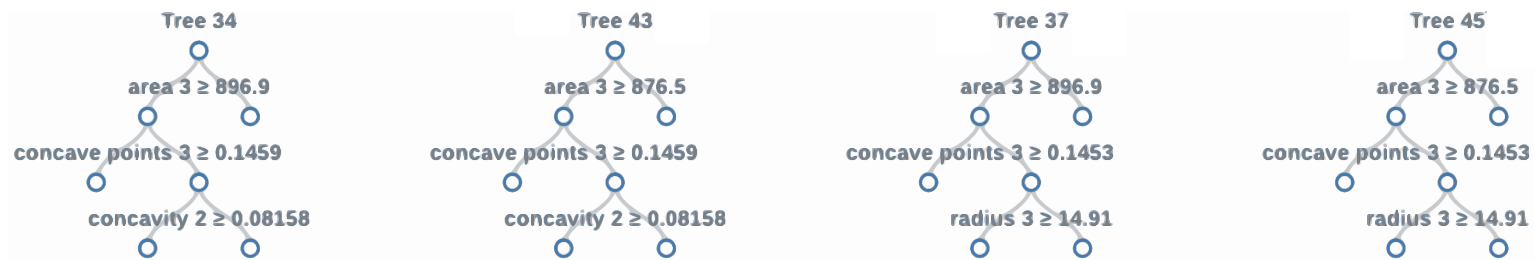 Tree 34
area 3 ≥ 896.9
concave points 3 ≥ 0.1459
concavity 2 ≥ 0.08158
Tree 43
area 3 ≥ 876.5
concave points 3 ≥ 0.1459
concavity 2 ≥ 0.08158
Tree 37
area 3 ≥ 896.9
concave points 3 ≥ 0.1453
radius 3 ≥ 14.91
Tree 45
area 3 ≥ 876.5
concave points 3 ≥ 0.1453
radius 3 ≥ 14.91